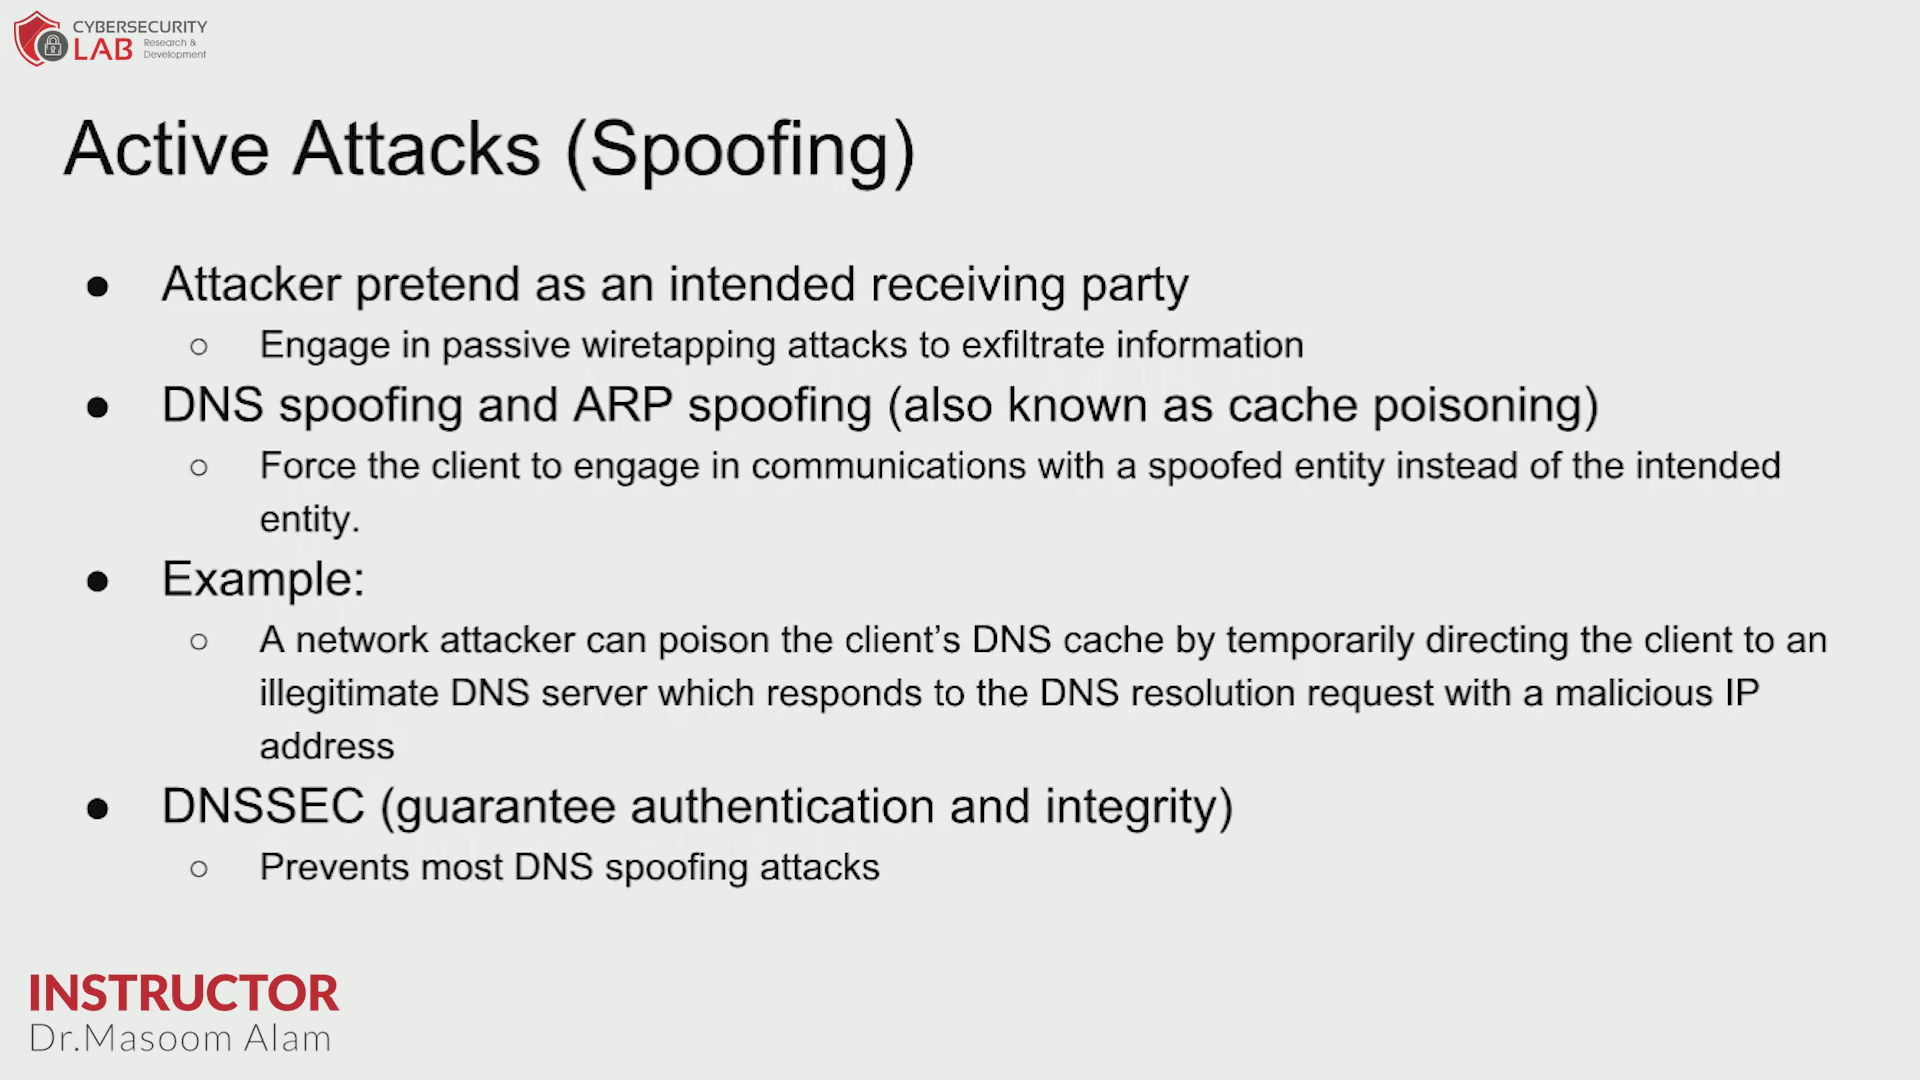 CYBERSECURITY
LAB Research &
Development
Active Attacks (Spoofing)
● Attacker pretend as an intended receiving party
○ Engage in passive wiretapping attacks to exfiltrate information
● DNS spoofing and ARP spoofing (also known as cache poisoning)
○ Force the client to engage in communications with a spoofed entity instead of the intended
entity.
● Example:
○ A network attacker can poison the client’s DNS cache by temporarily directing the client to an
illegitimate DNS server which responds to the DNS resolution request with a malicious IP
address
● DNSSEC (guarantee authentication and integrity)
○ Prevents most DNS spoofing attacks
INSTRUCTOR
Dr.Masoom Alam